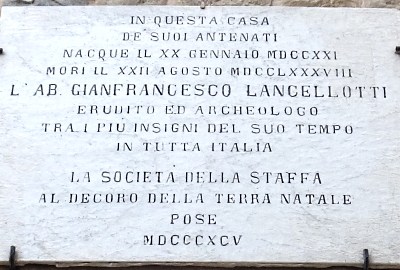 IN QUESTA CASA
DE' SUOI ANTENATI
NACQUE IL XX GENNAIO MDCCXXI
MORÌ IL XXII AGOSTO MDCCLXXXVIII
L'AB. GIANFRANCESCO LANCELLOTTI
ERUDITO ED ARCHEOLOGO
TRA I PIÙ INSIGNI DEL SUO TEMPO
IN TUTTA ITALIA
LA SOCIETÀ DELLA STAFFA
AL DECORO DELLA TERRA NATALE
POSE
MDCCCXCV